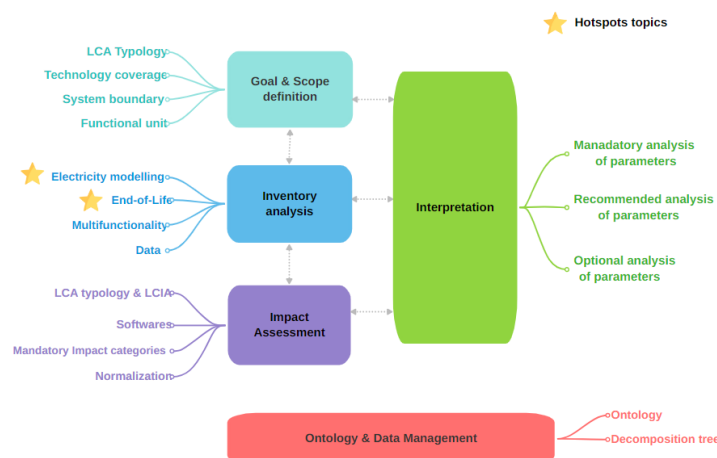 Hotspots topics
LCA Typology
Technology coverage
System boundary
Functional unit
Goal & Scope
definition
Electricity modelling
End-of-Life
Multifunctionality
Data
Inventory
analysis
LCA typology & LCIA
Softwares
Mandatory Impact categories
Normalization
Impact
Assessment
Interpretation
Manadatory analysis
of parameters
Recommended analysis
of parameters
Optional analysis
of parameters
Ontology & Data Management
Ontology
Decomposition tree